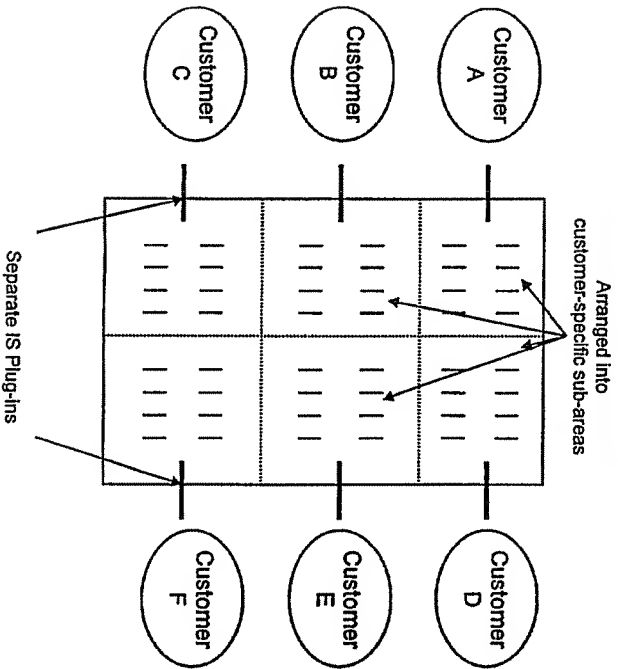 Customer
A
Customer
B
Customer
C
Arranged into
customer-specific sub-areas
Separate IS Plug-ins
Customer
D
Customer
E
Customer
F